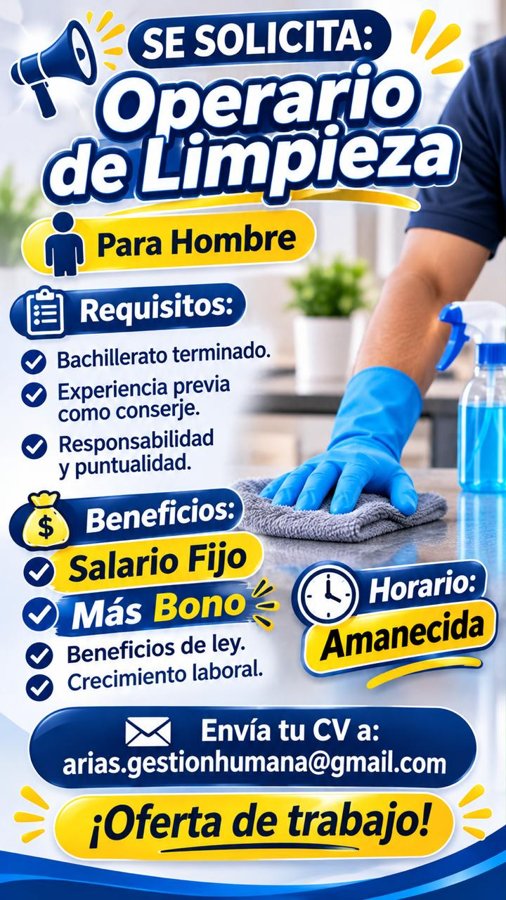 SE SOLICITA:
Operario
de Limpieza
Para Hombre
Requisitos:
Bachillerato terminado.
Experiencia previa
como conserje.
Responsabilidad
y puntualidad.
$
Beneficios:
Salario Fijo
Más Bono
Beneficios de ley.
Crecimiento laboral.
Horario:
Amanecida
Envía tu CV a:
arias.gestionhumana@gmail.com
¡Oferta de trabajo!